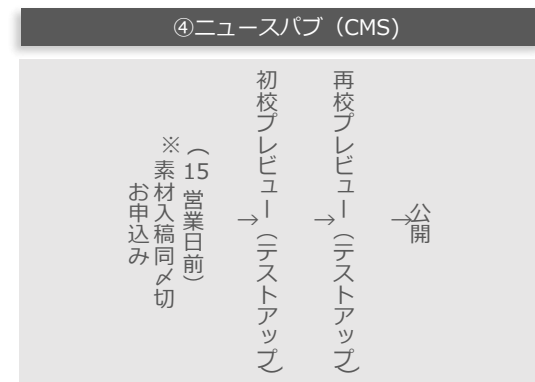 ④ニュースパブ（CMS)
お申込み
※素材入稿同〆切
（15営業日前）
→
初校プレビュー（テストアップ）
→
再校プレビュー（テストアップ）
→
公開